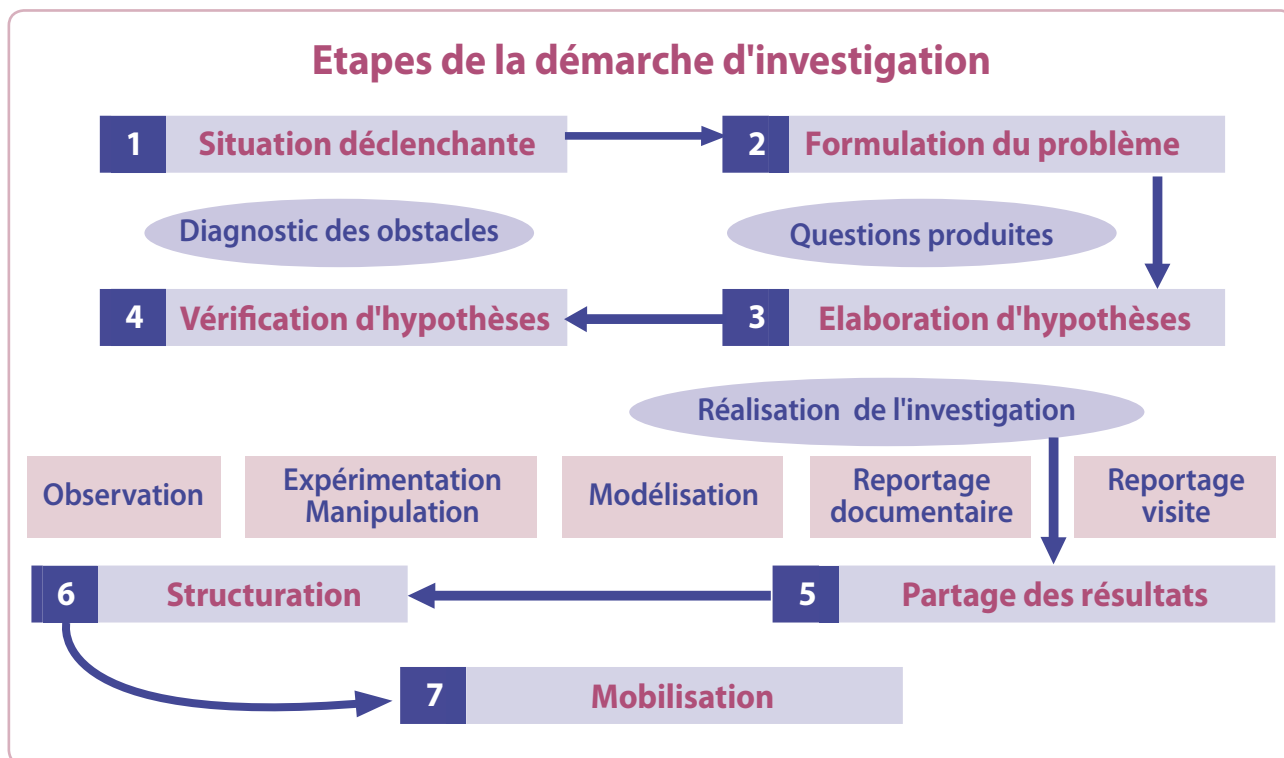 Etapes de la démarche d'investigation
1 Situation déclenchante
2 Formulation du problème
Diagnostic des obstacles
Questions produites
4 Vérification d'hypothèses
3 Elaboration d'hypothèses
Réalisation de l'investigation
Observation
Expérimentation
Manipulation
Modélisation
Reportage
documentaire
Reportage
visite
6 Structuration
5 Partage des résultats
7 Mobilisation